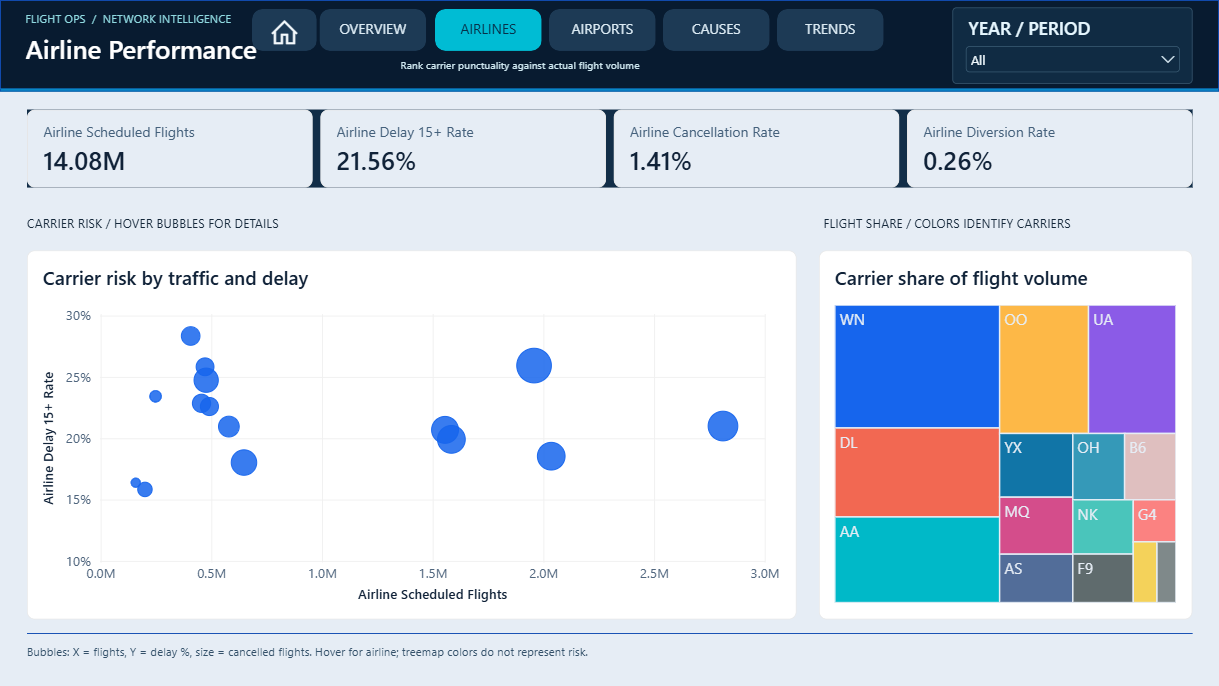 FLIGHT OPS / NETWORK INTELLIGENCE
Airline Performance
OVERVIEW
AIRLINES
AIRPORTS
CAUSES
TRENDS
Rank carrier punctuality against actual flight volume
YEAR / PERIOD
All
Airline Scheduled Flights
14.08M
Airline Delay 15+ Rate
21.56%
Airline Cancellation Rate
1.41%
Airline Diversion Rate
0.26%
CARRIER RISK / HOVER BUBBLES FOR DETAILS
FLIGHT SHARE / COLORS IDENTIFY CARRIERS
Carrier risk by traffic and delay
Airline Delay 15+ Rate
30%
25%
20%
15%
10%
0.0M
0.5M
1.0M
1.5M
2.0M
2.5M
3.0M
Airline Scheduled Flights
Carrier share of flight volume
WN
OO
UA
DL
YX
OH
B6
MQ
NK
G4
AA
AS
F9
Bubbles: X = flights, Y = delay %, size = cancelled flights. Hover for airline; treemap colors do not represent risk.